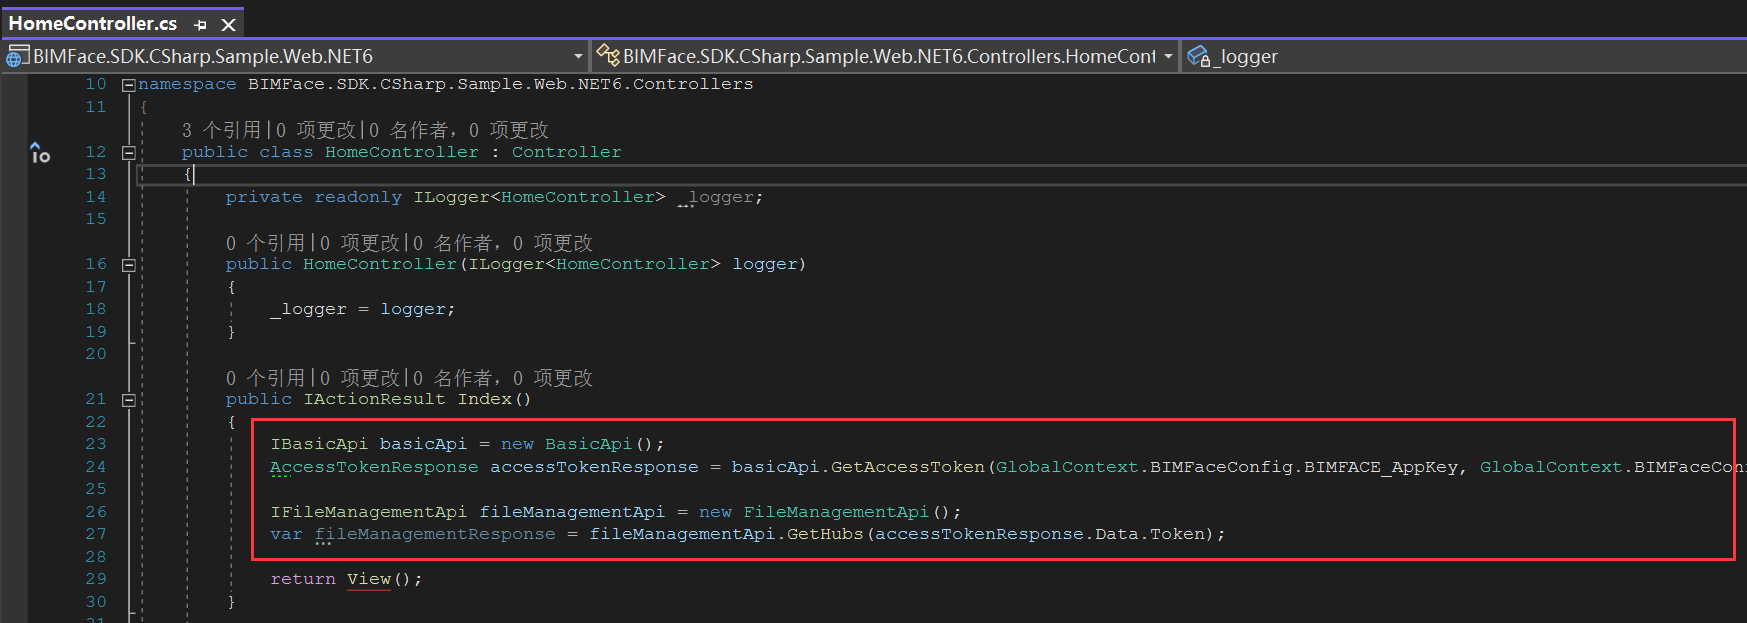 HomeController.cs
BIMFace.SDK.CSharp.Sample.Web.NET6 BIMFace.SDK.CSharp.Sample.Web.NET6.Controllers.HomeCont _logger
10 namespace BIMFace.SDK.CSharp.Sample.Web.NET6.Controllers
11 {
3 个引用|0 项更改|0 名作者, 0 项更改
12 public class HomeController : Controller
13 {
14 private readonly ILogger<HomeController> _logger;
15
0 个引用|0 项更改|0 名作者, 0 项更改
16 public HomeController(ILogger<HomeController> logger)
17 {
18 _logger = logger;
19 }
20
0 个引用|0 项更改|0 名作者, 0 项更改
21 public IActionResult Index()
22 {
23 IBasicApi basicApi = new BasicApi();
24 AccessTokenResponse accessTokenResponse = basicApi.GetAccessToken(GlobalContext.BIMFaceConfig.BIMFACE_AppKey, GlobalContext.BIMFaceCon
25
26 IFileManagementApi fileManagementApi = new FileManagementApi();
27 var fileManagementResponse = fileManagementApi.GetHubs(accessTokenResponse.Data.Token);
28
29 return View();
30 }
31